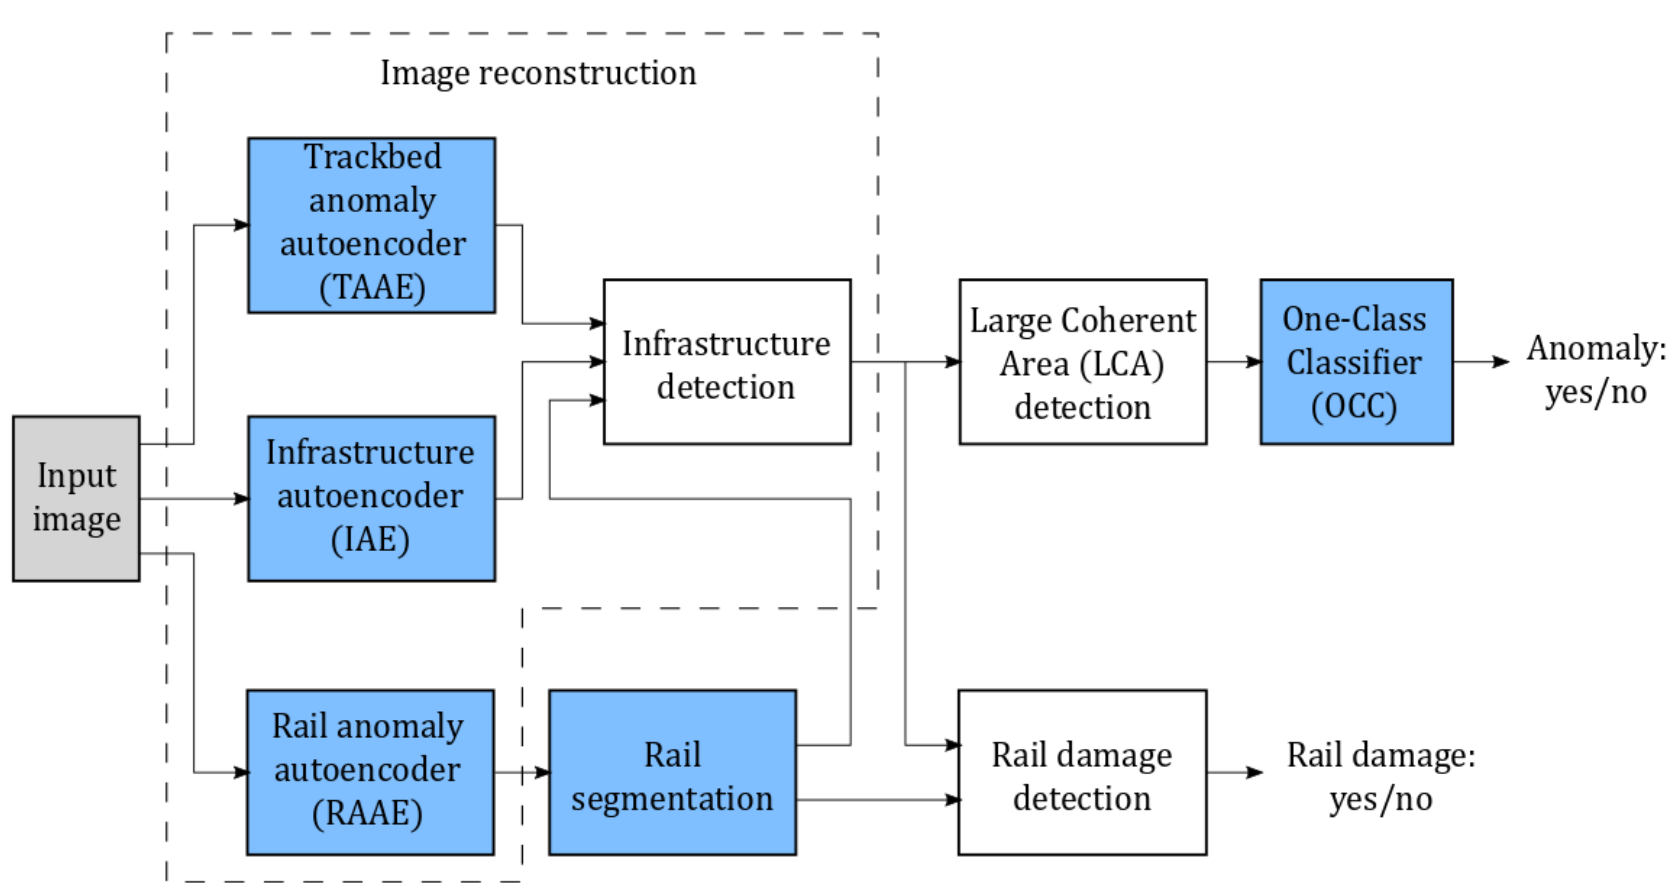 Image reconstruction
Trackbed
anomaly
autoencoder
(TAAE)
Infrastructure
detection
Large Coherent
Area (LCA)
detection
One-Class
Classifier
(OCC)
Anomaly:
yes/no
Input
image
Infrastructure
autoencoder
(IAE)
Rail anomaly
autoencoder
(RAAE)
Rail
segmentation
Rail damage
detection
Rail damage:
yes/no